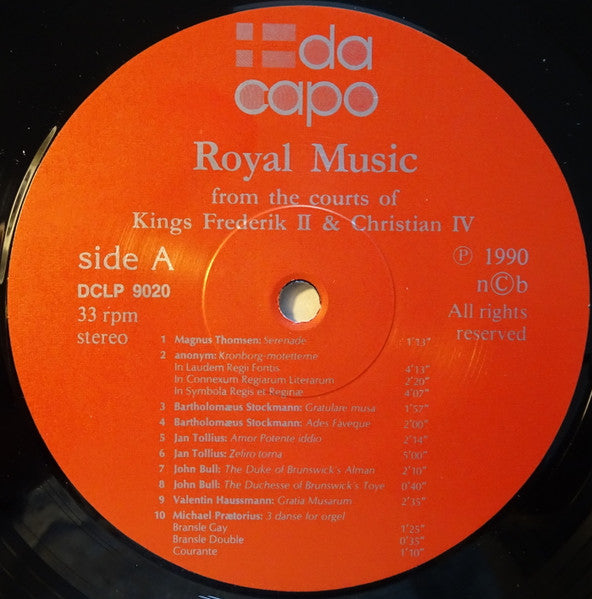 da
capo
Royal Music
from the courts of
Kings Frederik II & Christian IV
side A
DCLP 9020
33 rpm
stereo
℗ 1990
n©b
All rights
reserved
1 Magnus Thomsen: Serenade : 1'13"
2 anonym: Kronborg-motetterne
In Laudem Regii Fontis 4'13"
In Connexum Regiarum Literarum 2'20"
In Symbola Regis et Reginæ 4'07"
3 Bartholomæus Stockmann: Gratulare musa 1'57"
4 Bartholomæus Stockmann: Ades Faveque 2'00"
5 Jan Tollius: Amor Potente iddio 2'14"
6 Jan Tollius: Zefiro torna 5'00"
7 John Bull: The Duke of Brunswick's Alman 2'10"
8 John Bull: The Duchesse of Brunswick's Toye 0'40"
9 Valentin Haussmann: Gratia Musarum 2'35"
10 Michael Prætorius: 3 danse for orgel
Bransle Gay 1'25"
Bransle Double 0'35"
Courante 1'10"